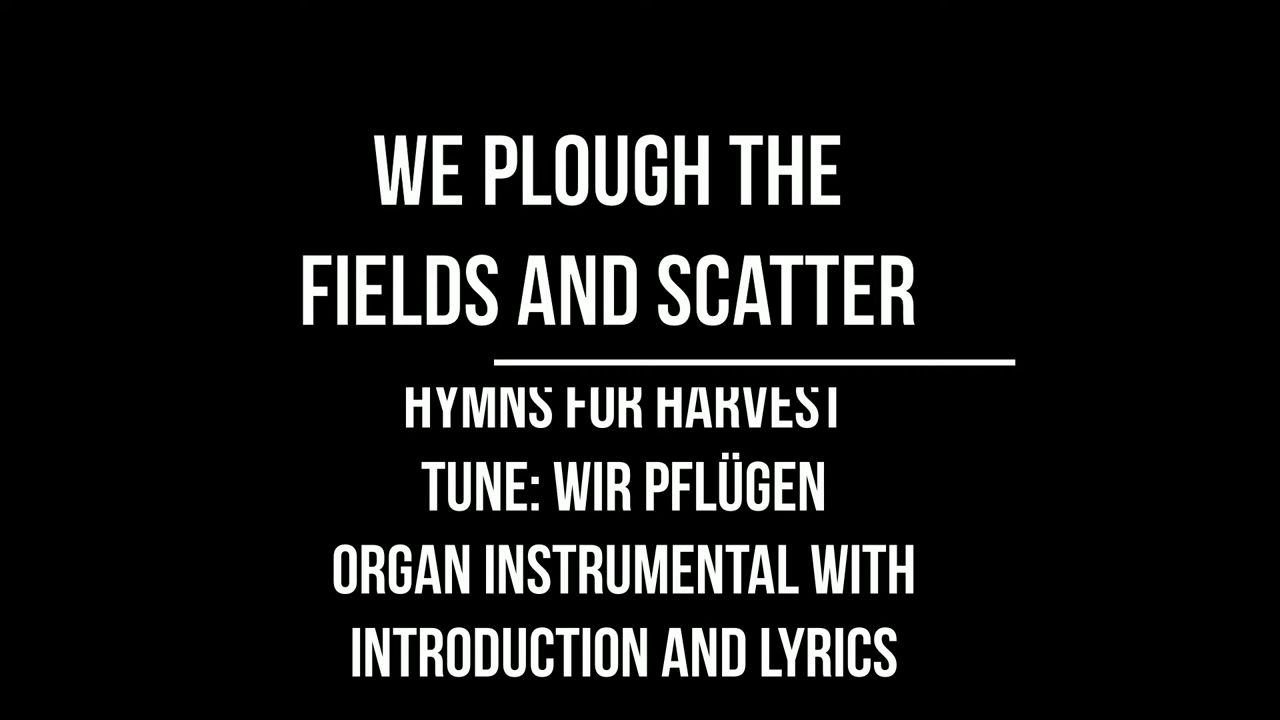 WE PLOUGH THE
FIELDS AND SCATTER
HYMNS FOR HARVEST
TUNE: WIR PFLÜGEN
ORGAN INSTRUMENTAL WITH
INTRODUCTION AND LYRICS